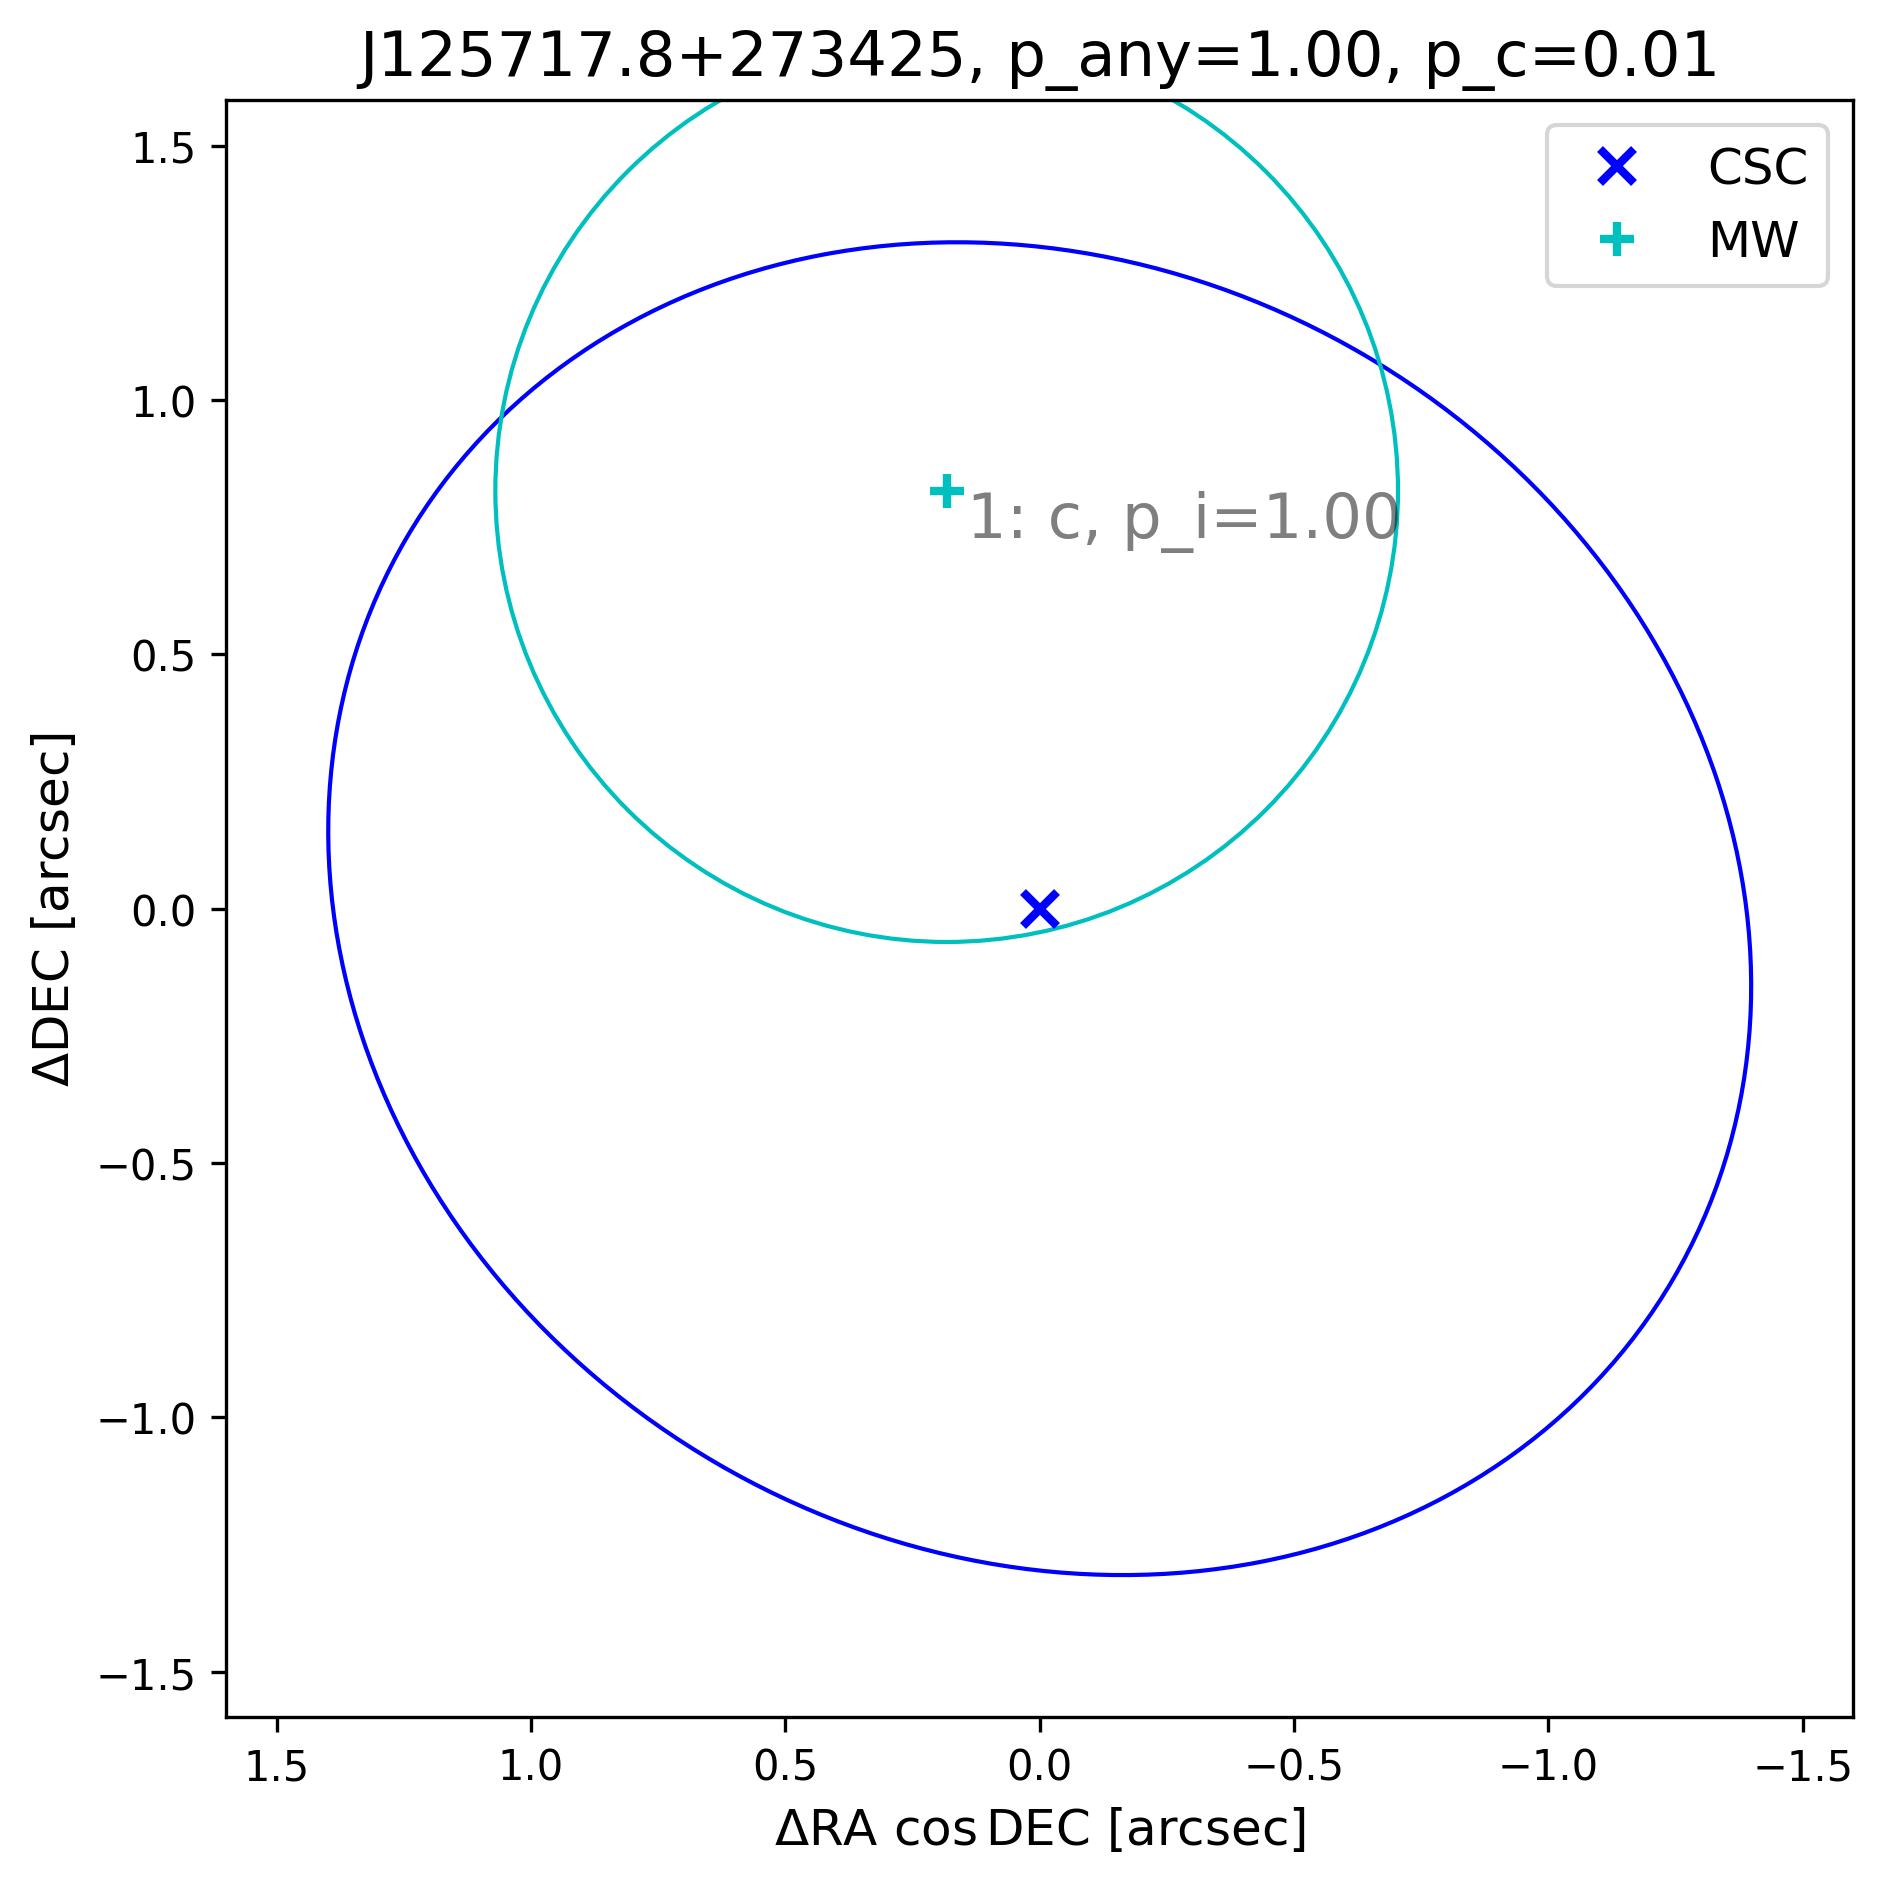 J125717.8+273425, p_any=1.00, p_c=0.01
CSC
MW
1: c, p_i=1.00
ΔDEC [arcsec]
1.5
1.0
0.5
0.0
−0.5
−1.0
−1.5
1.5 1.0 0.5 0.0 −0.5 −1.0 −1.5
ΔRA cos DEC [arcsec]